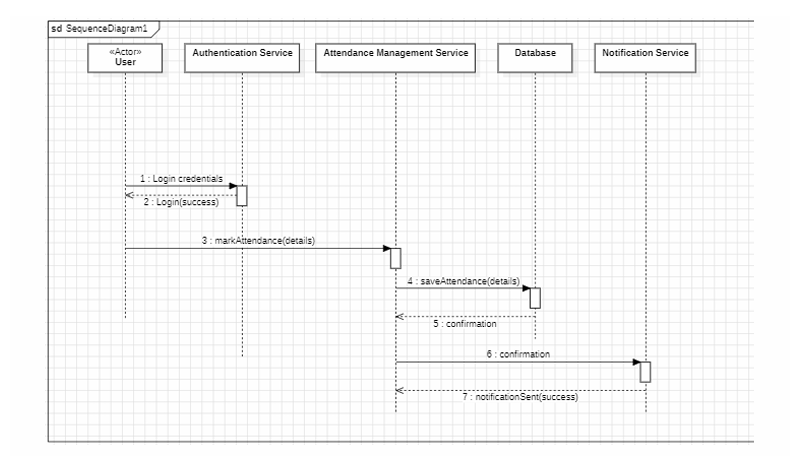 sd SequenceDiagram1
«Actor»
User
Authentication Service
Attendance Management Service
Database
Notification Service
1 : Login credentials
2 : Login(success)
3 : markAttendance(details)
4 : saveAttendance(details)
5 : confirmation
6 : confirmation
7 : notificationSent(success)